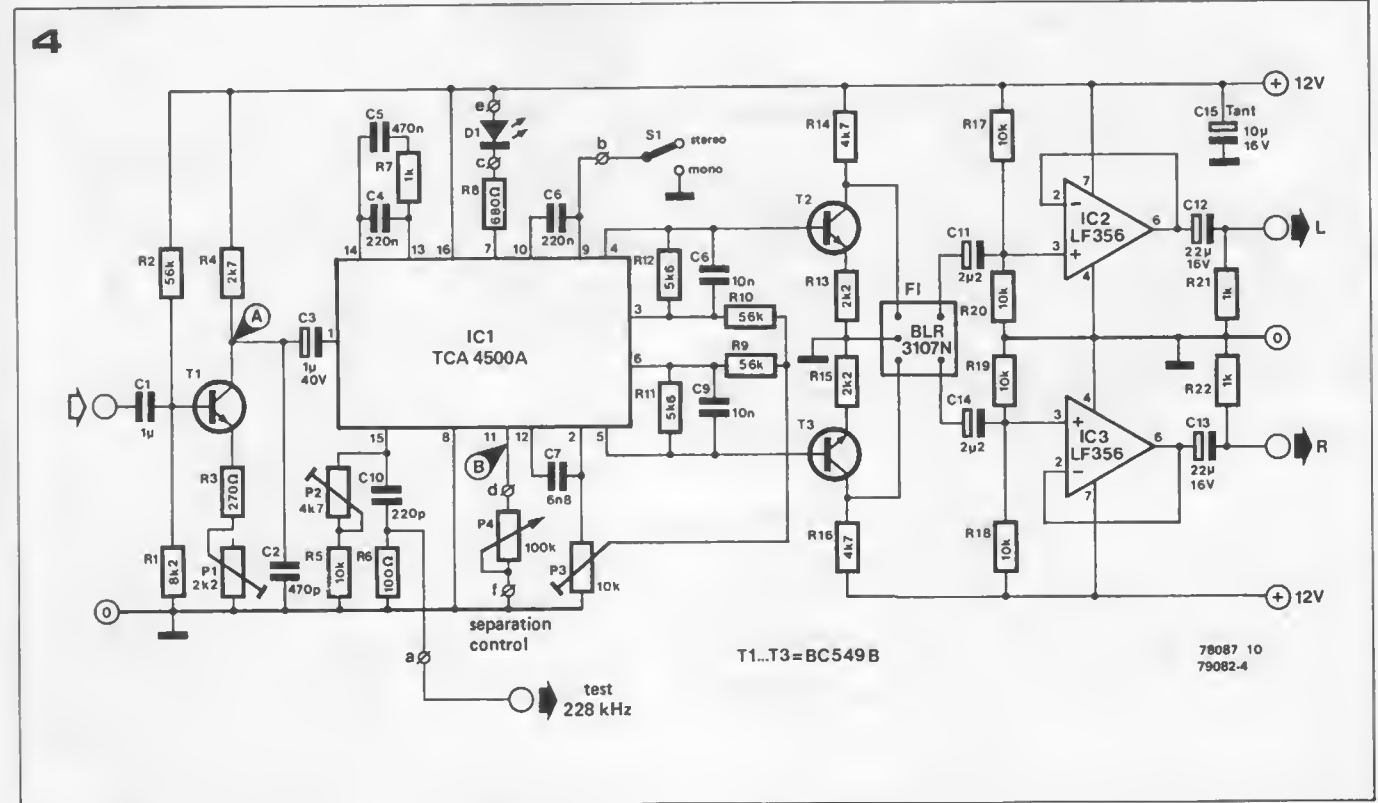 4
+ 12V
C15 Tant
10µ
16V
C5
470n
R7
1k
C4
220n
e
D1
c
R8
680Ω
C6
220n
b
S1
stereo
mono
R14
4k7
R17
10k
14
13
16
7
10
9
4
R2
56k
R4
2k7
A
C3
1µ
40V
1
IC1
TCA 4500A
R12
5k6
C6
10n
3
R10
56k
6
R9
56k
R11
5k6
C9
10n
T2
R13
2k2
R15
2k2
T3
R16
4k7
F1
BLR
3107N
C11
2µ2
C14
2µ2
R20
10k
R19
10k
R18
10k
2
−
7
IC2
LF356
3
+
6
4
C12
22µ
16V
L
R21
1k
0
R22
1k
4
3
+
IC3
LF356
2
−
6
7
C13
22µ
16V
R
C1
1µ
T1
R3
270Ω
R1
8k2
P1
2k2
C2
470p
0
15
8
11
12
2
5
P2
4k7
C10
220p
R5
10k
R6
100Ω
B
d
P4
100k
f
C7
6n8
P3
10k
separation
control
+ 12V
a
test
228 kHz
T1...T3=BC549B
78087 10
79082-4